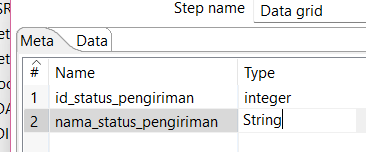 Step name Data grid
Meta Data
# Name Type
1 id_status_pengiriman integer
2 nama_status_pengiriman String